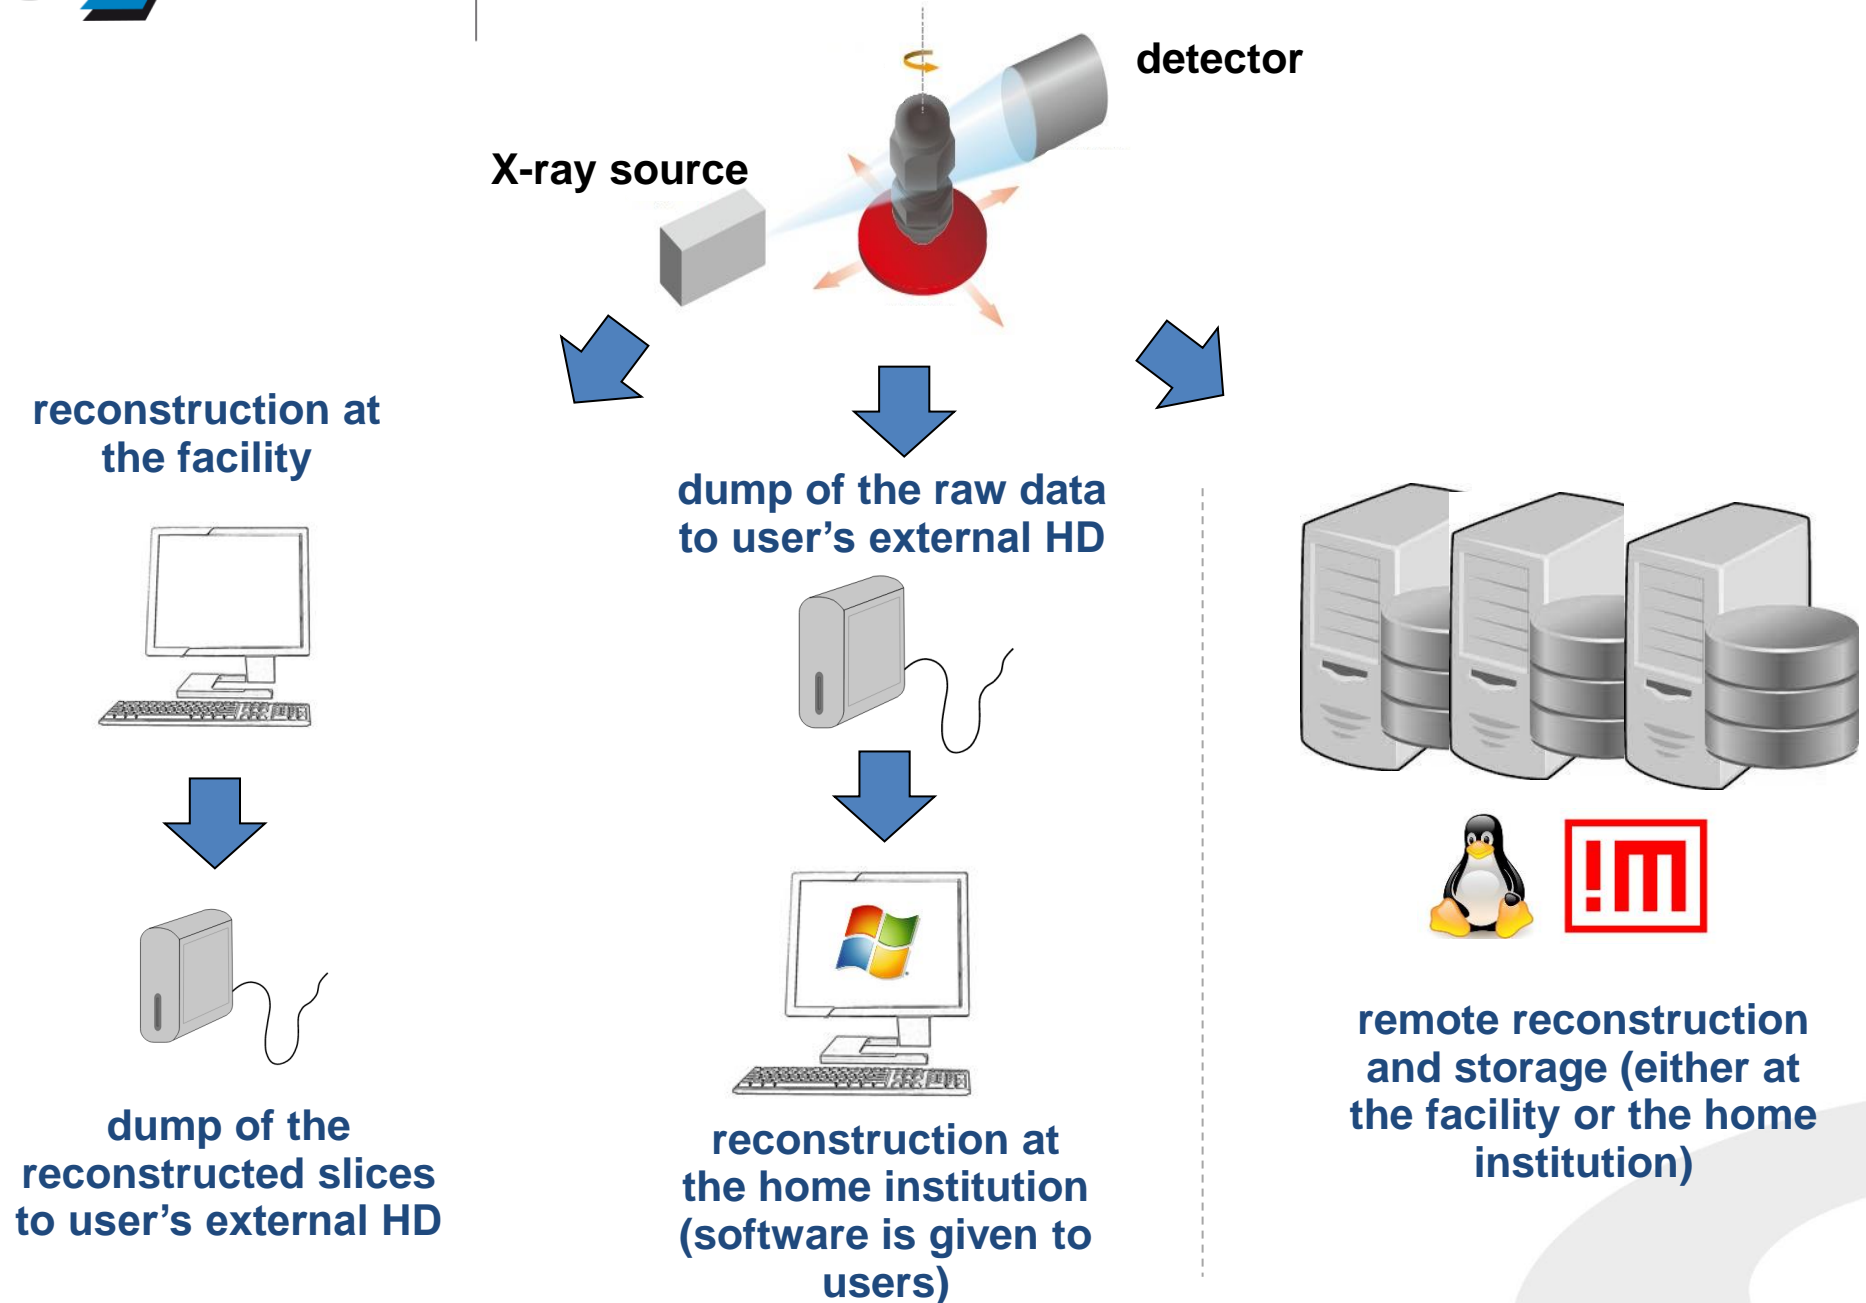 detector
X-ray source
reconstruction at
the facility
dump of the raw data
to user’s external HD
dump of the
reconstructed slices
to user’s external HD
reconstruction at
the home institution
(software is given to
users)
remote reconstruction
and storage (either at
the facility or the home
institution)